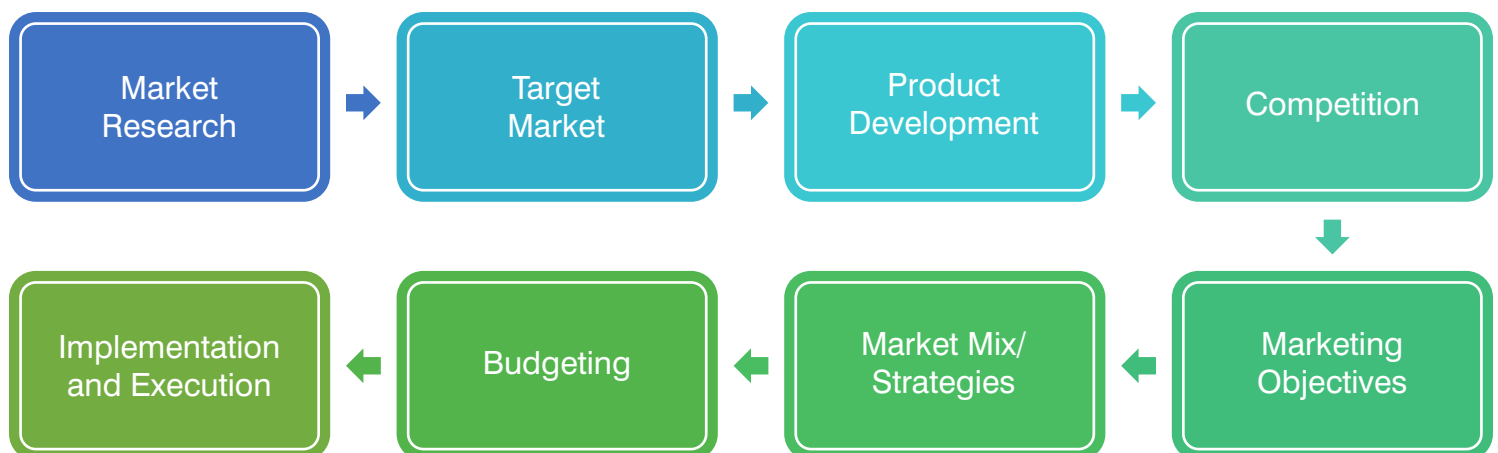 Market
Research
Target
Market
Product
Development
Competition
Marketing
Objectives
Market Mix/
Strategies
Budgeting
Implementation
and Execution